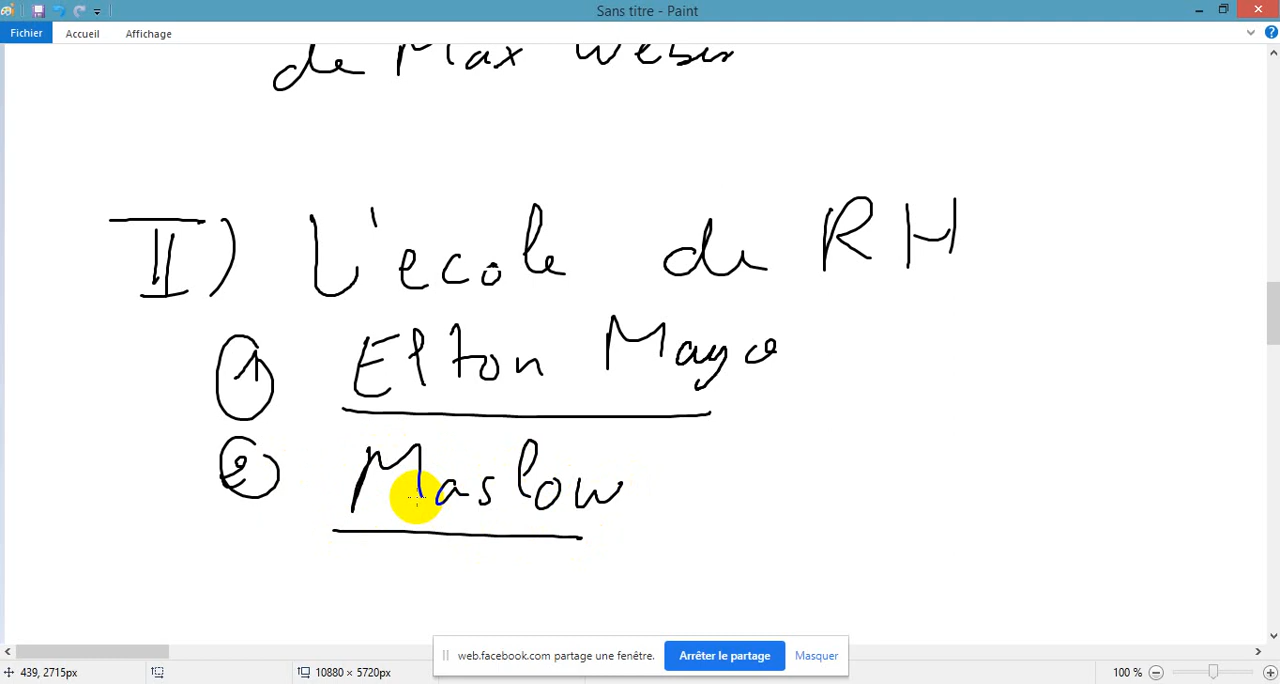 Sans titre - Paint
Fichier Accueil Affichage
de Max Weber
II) L'ecole de RH
1 Elton Mayo
2 Maslow
web.facebook.com partage une fenêtre. Arrêter le partage Masquer
439, 2715px 10880 × 5720px 100 %